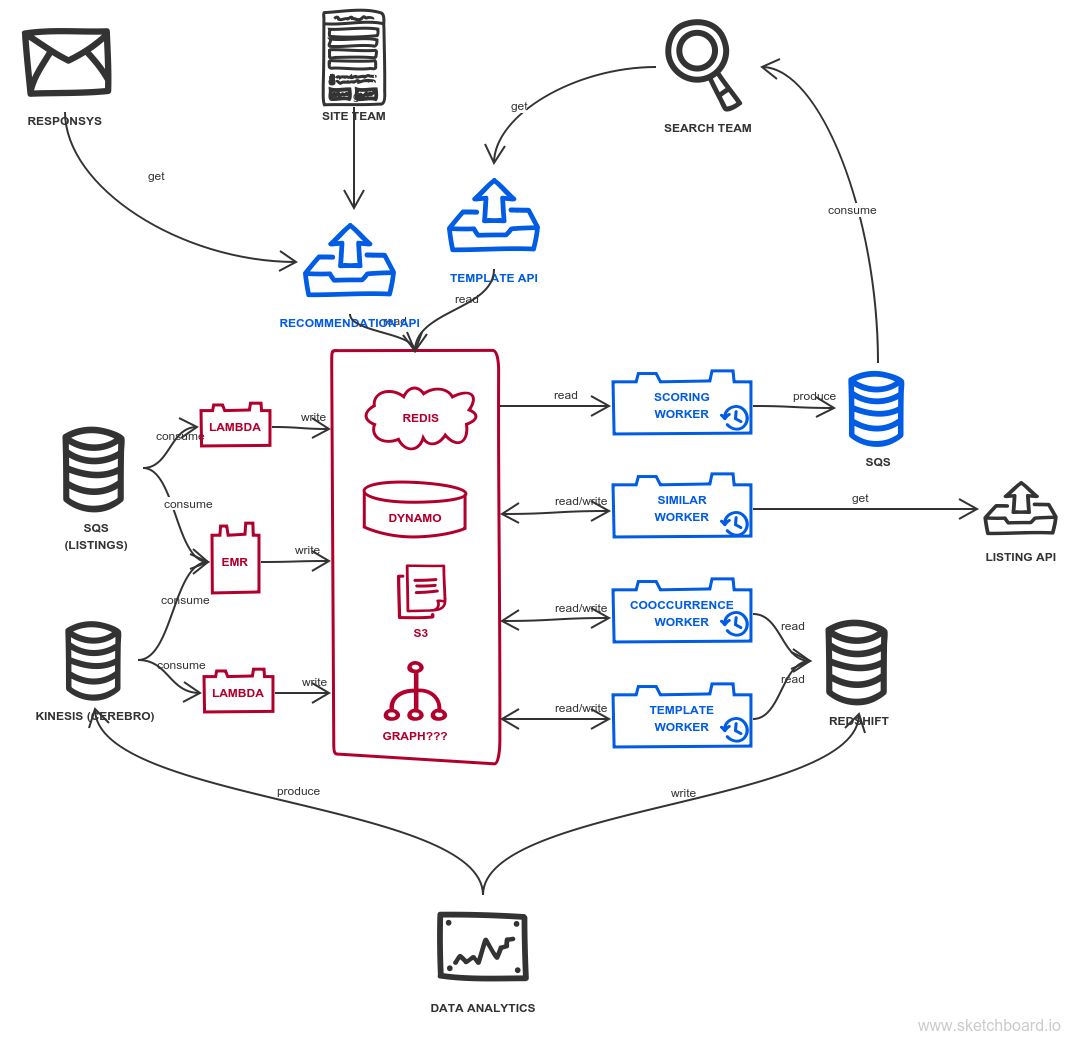 RESPONSYS
SITE TEAM
SEARCH TEAM
get
get
get
consume
TEMPLATE API
read
RECOMMENDATION API
read
REDIS
DYNAMO
S3
GRAPH???
LAMBDA
consume
write
SQS
(LISTINGS)
consume
EMR
write
consume
consume
LAMBDA
write
KINESIS (CEREBRO)
read
SCORING
WORKER
produce
SQS
read/write
SIMILAR
WORKER
get
LISTING API
read/write
COOCCURRENCE
WORKER
read
read
read/write
TEMPLATE
WORKER
REDSHIFT
produce
write
DATA ANALYTICS
www.sketchboard.io